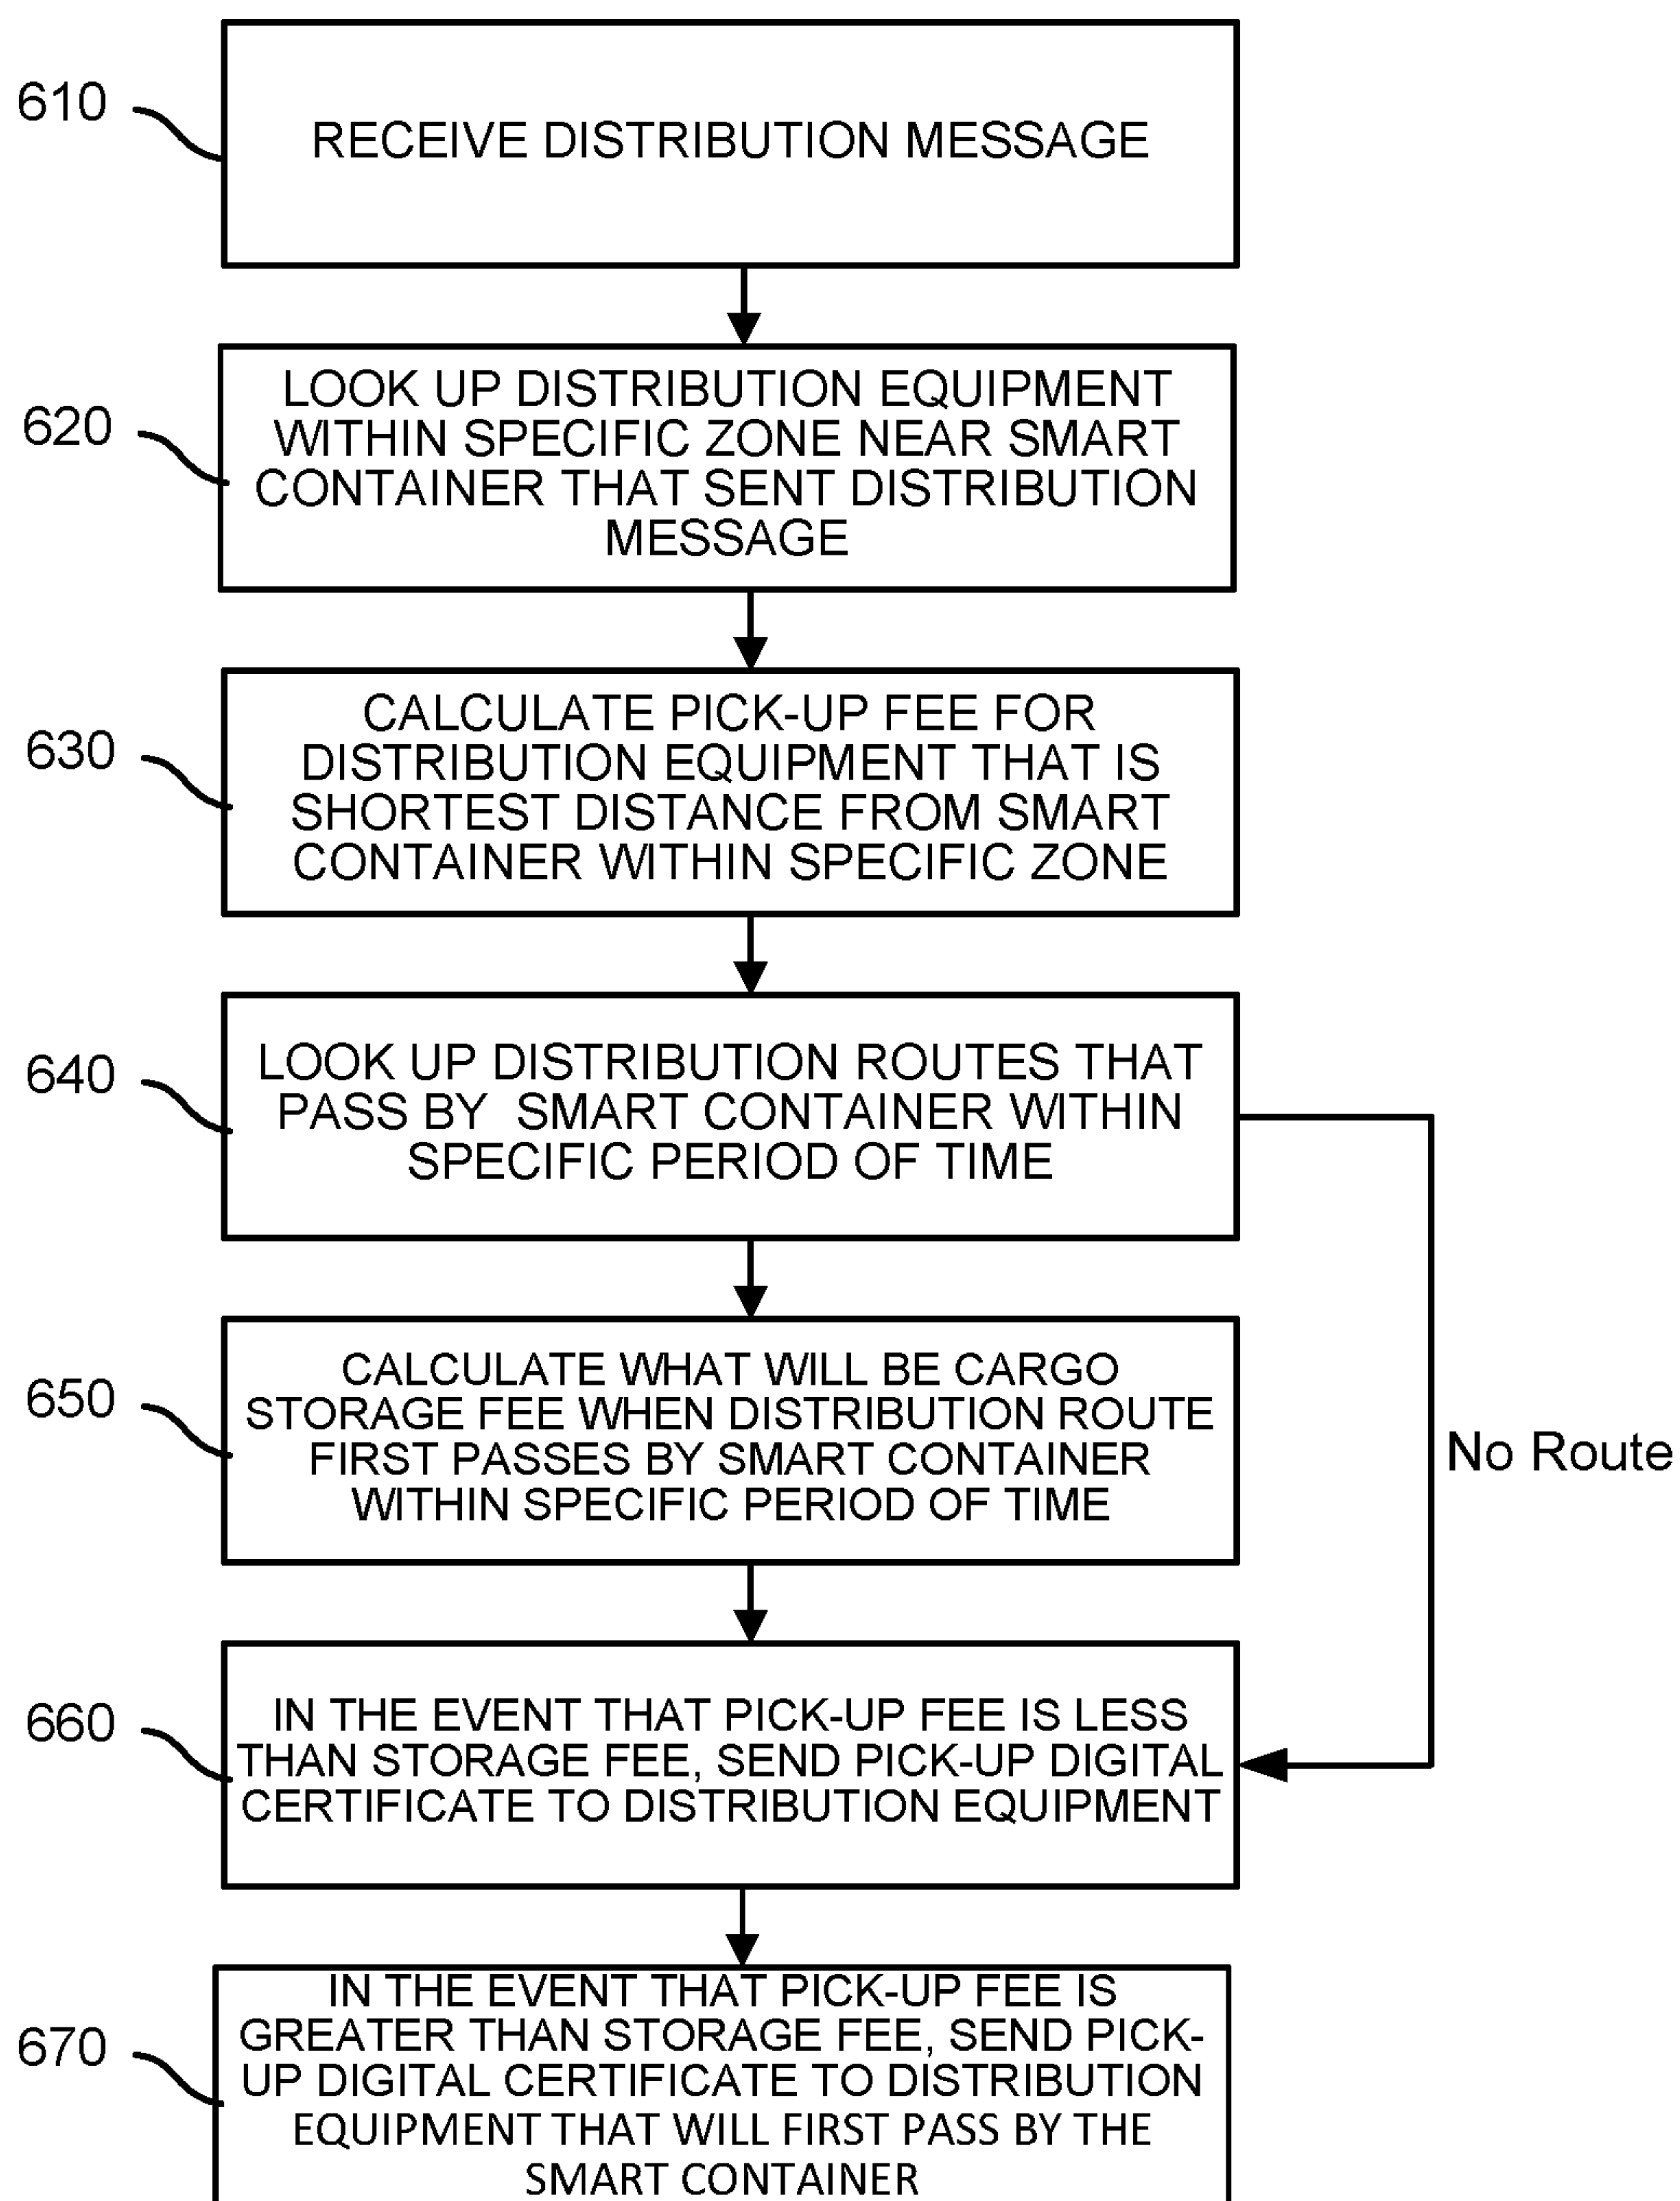 610
RECEIVE DISTRIBUTION MESSAGE
620
LOOK UP DISTRIBUTION EQUIPMENT
WITHIN SPECIFIC ZONE NEAR SMART
CONTAINER THAT SENT DISTRIBUTION
MESSAGE
630
CALCULATE PICK-UP FEE FOR
DISTRIBUTION EQUIPMENT THAT IS
SHORTEST DISTANCE FROM SMART
CONTAINER WITHIN SPECIFIC ZONE
640
LOOK UP DISTRIBUTION ROUTES THAT
PASS BY SMART CONTAINER WITHIN
SPECIFIC PERIOD OF TIME
650
CALCULATE WHAT WILL BE CARGO
STORAGE FEE WHEN DISTRIBUTION ROUTE
FIRST PASSES BY SMART CONTAINER
WITHIN SPECIFIC PERIOD OF TIME
No Route
660
IN THE EVENT THAT PICK-UP FEE IS LESS
THAN STORAGE FEE, SEND PICK-UP DIGITAL
CERTIFICATE TO DISTRIBUTION EQUIPMENT
670
IN THE EVENT THAT PICK-UP FEE IS
GREATER THAN STORAGE FEE, SEND PICK-
UP DIGITAL CERTIFICATE TO DISTRIBUTION
EQUIPMENT THAT WILL FIRST PASS BY THE
SMART CONTAINER